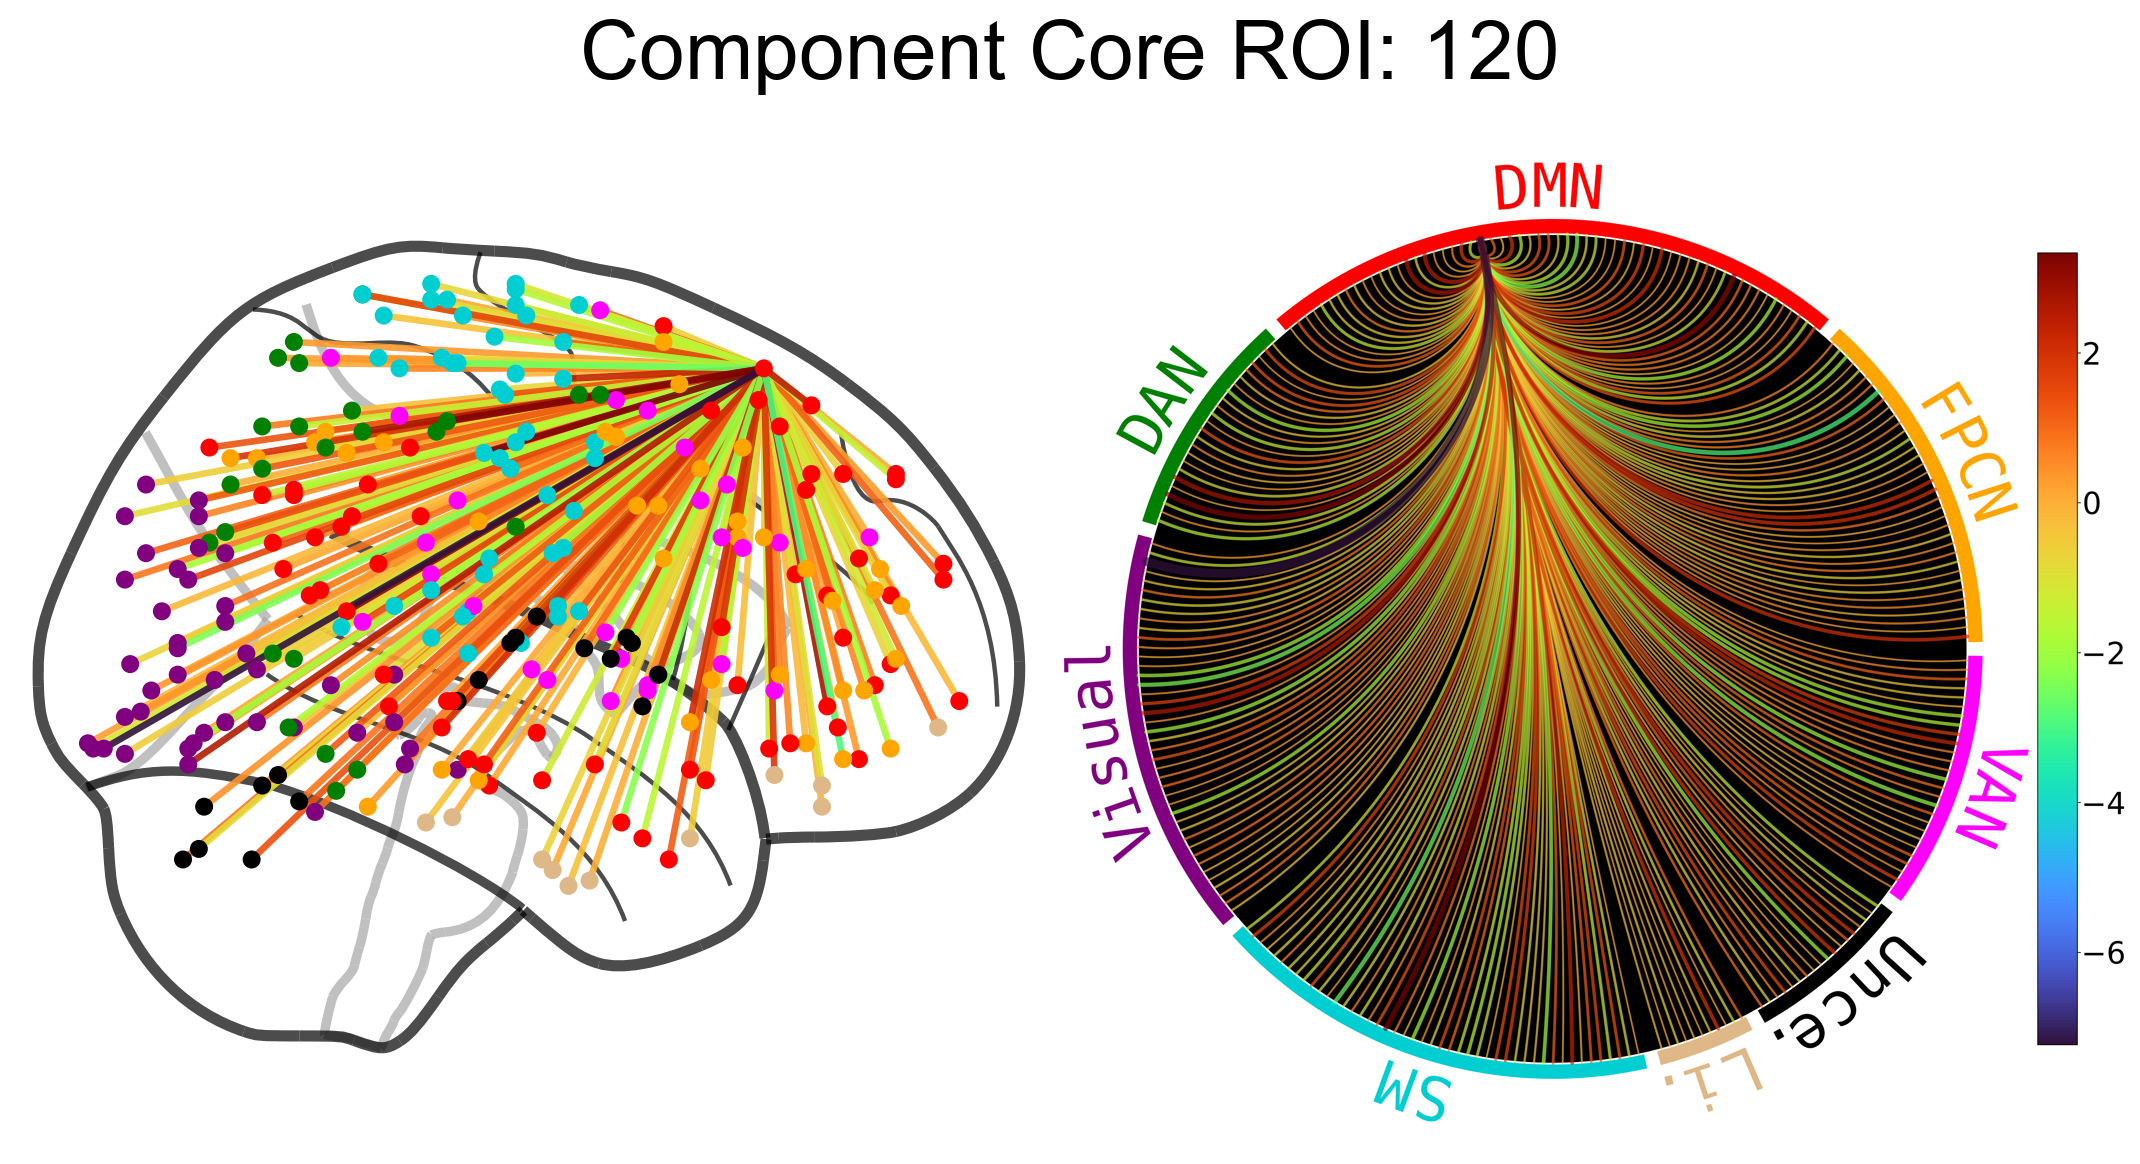 Component Core ROI: 120
DMN
DAN
FPCN
Visual
VAN
SM
Li.
Unce.
2
0
−2
−4
−6